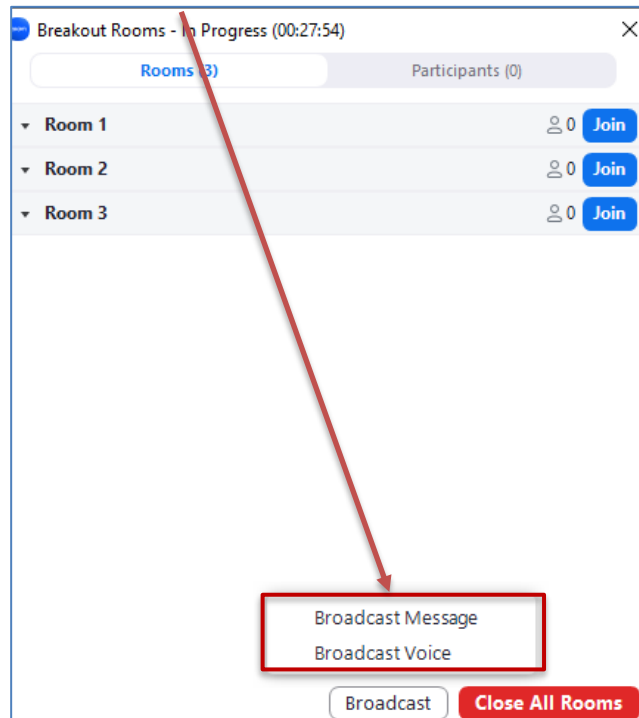 Breakout Rooms - In Progress (00:27:54)
Rooms (3) Participants (0)
Room 1 0 Join
Room 2 0 Join
Room 3 0 Join
Broadcast Message
Broadcast Voice
Broadcast Close All Rooms